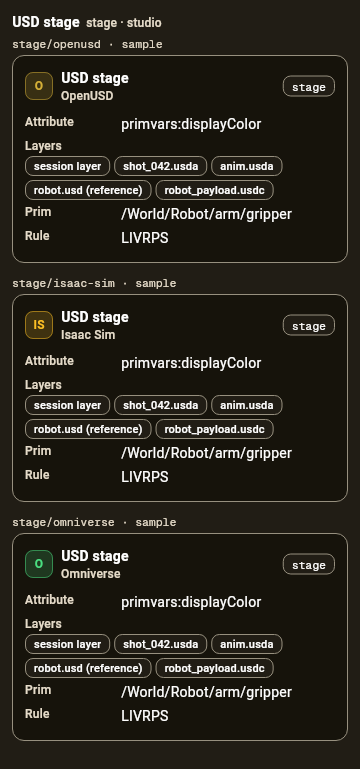 USD stage stage · studio
stage/openusd · sample
O USD stage stage
OpenUSD
Attribute primvars:displayColor
Layers
session layer shot_042.usda anim.usda
robot.usd (reference) robot_payload.usdc
Prim /World/Robot/arm/gripper
Rule LIVRPS
stage/isaac-sim · sample
IS USD stage stage
Isaac Sim
Attribute primvars:displayColor
Layers
session layer shot_042.usda anim.usda
robot.usd (reference) robot_payload.usdc
Prim /World/Robot/arm/gripper
Rule LIVRPS
stage/omniverse · sample
O USD stage stage
Omniverse
Attribute primvars:displayColor
Layers
session layer shot_042.usda anim.usda
robot.usd (reference) robot_payload.usdc
Prim /World/Robot/arm/gripper
Rule LIVRPS